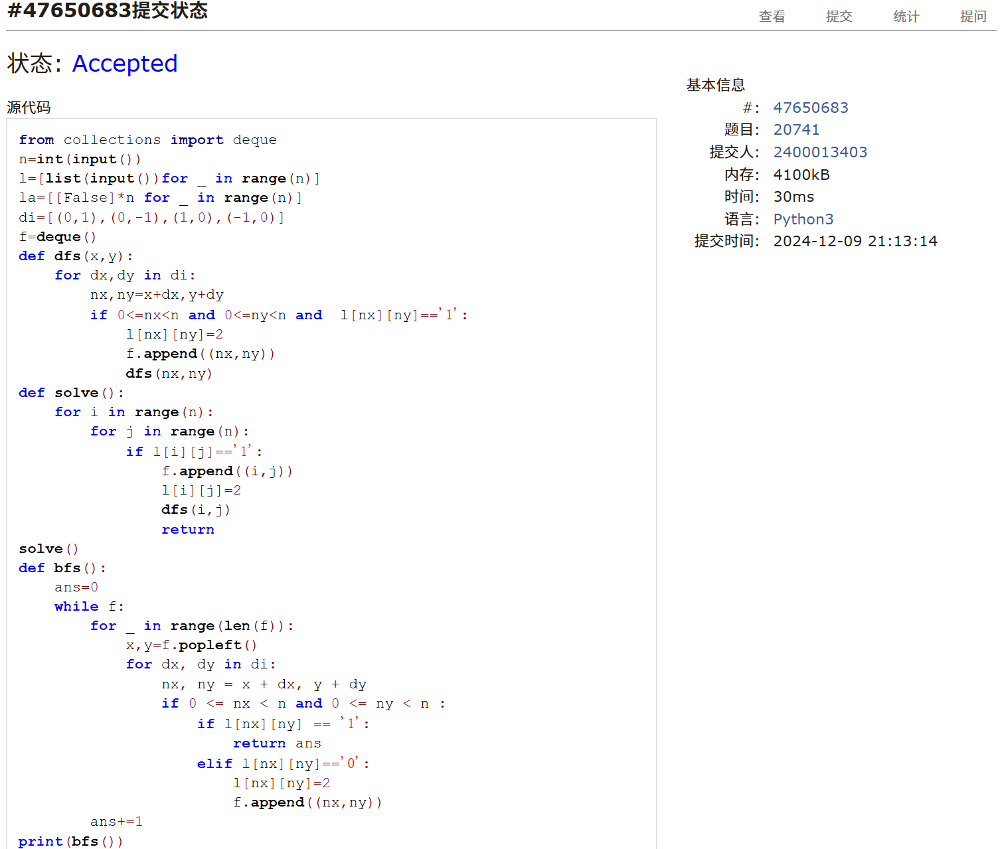 #47650683提交状态
查看 提交 统计 提问
状态: Accepted
源代码
from collections import deque
n=int(input())
l=[list(input())for _ in range(n)]
la=[[False]*n for _ in range(n)]
di=[(0,1),(0,-1),(1,0),(-1,0)]
f=deque()
def dfs(x,y):
    for dx,dy in di:
        nx,ny=x+dx,y+dy
        if 0<=nx<n and 0<=ny<n and  l[nx][ny]=='1':
            l[nx][ny]=2
            f.append((nx,ny))
            dfs(nx,ny)
def solve():
    for i in range(n):
        for j in range(n):
            if l[i][j]=='1':
                f.append((i,j))
                l[i][j]=2
                dfs(i,j)
                return
solve()
def bfs():
    ans=0
    while f:
        for _ in range(len(f)):
            x,y=f.popleft()
            for dx, dy in di:
                nx, ny = x + dx, y + dy
                if 0 <= nx < n and 0 <= ny < n :
                    if l[nx][ny] == '1':
                        return ans
                    elif l[nx][ny]=='0':
                        l[nx][ny]=2
                        f.append((nx,ny))
        ans+=1
print(bfs())
基本信息
#: 47650683
题目: 20741
提交人: 2400013403
内存: 4100kB
时间: 30ms
语言: Python3
提交时间: 2024-12-09 21:13:14